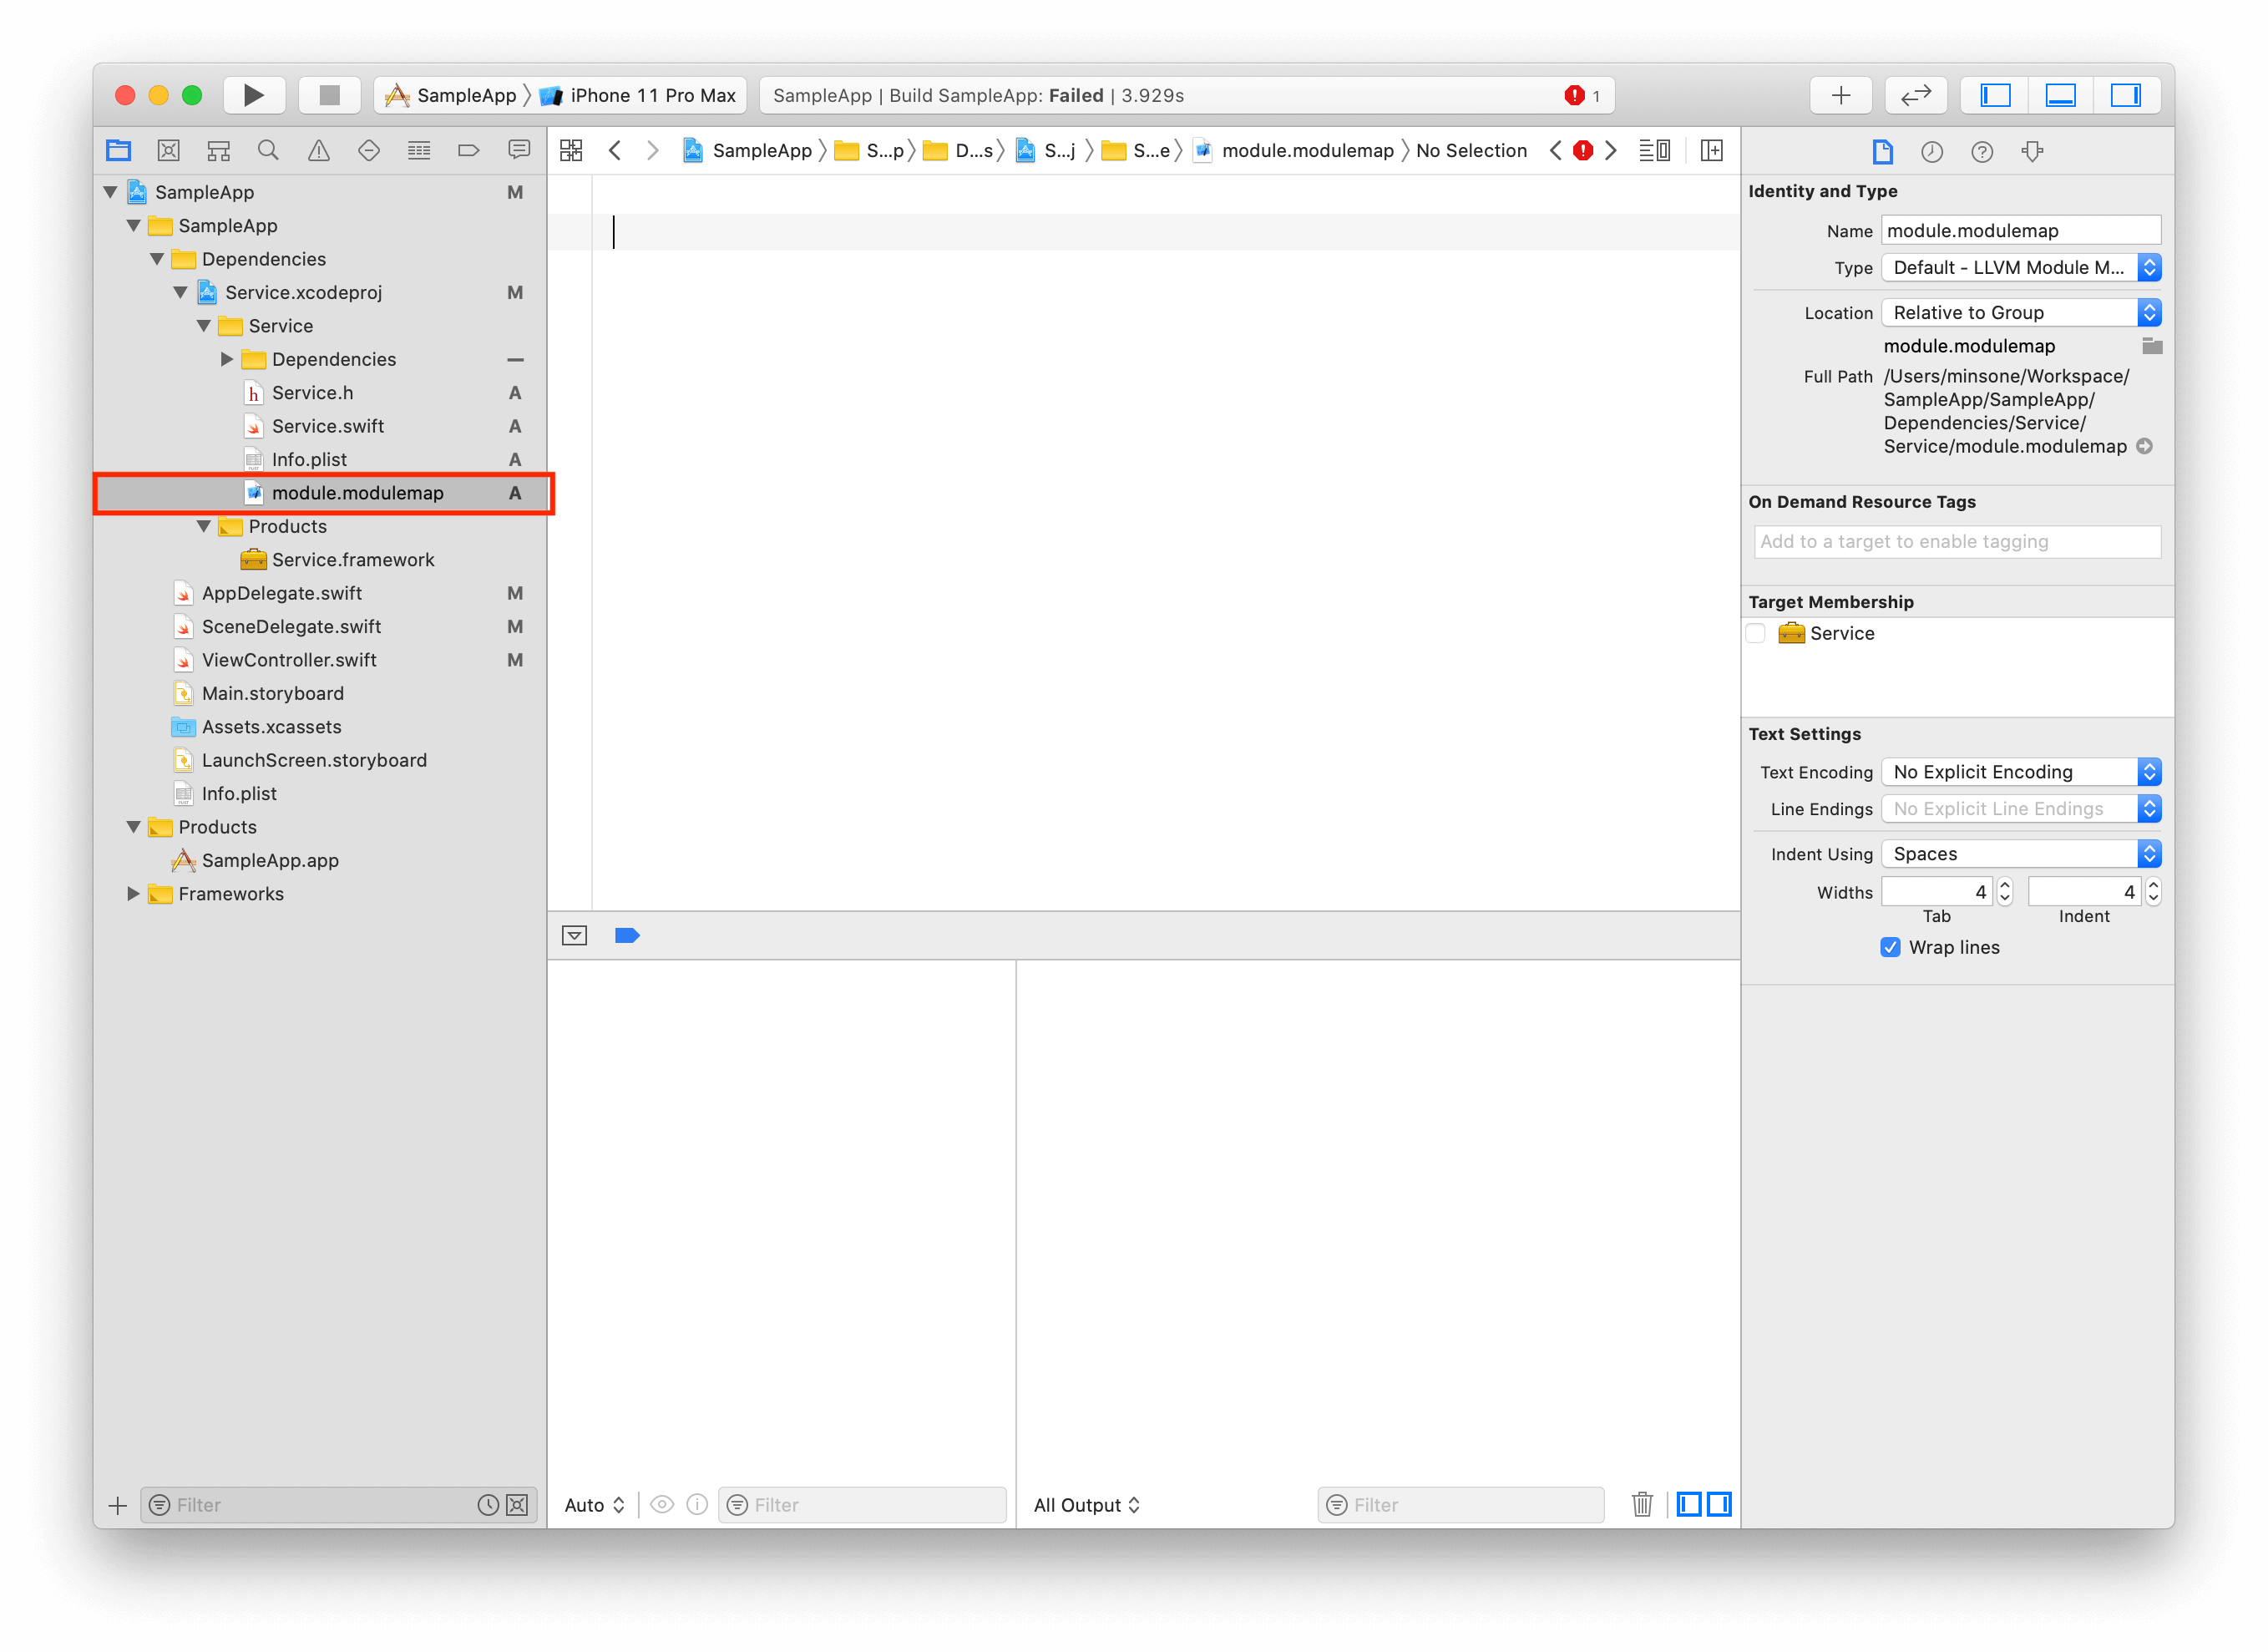 SampleApp 〉 iPhone 11 Pro Max
SampleApp | Build SampleApp: Failed | 3.929s
1
SampleApp 〉 S...p 〉 D...s 〉 S...j 〉 S...e 〉 module.modulemap 〉 No Selection
SampleApp M
SampleApp
Dependencies
Service.xcodeproj M
Service
Dependencies —
Service.h A
Service.swift A
Info.plist A
module.modulemap A
Products
Service.framework
AppDelegate.swift M
SceneDelegate.swift M
ViewController.swift M
Main.storyboard
Assets.xcassets
LaunchScreen.storyboard
Info.plist
Products
SampleApp.app
Frameworks
Filter
Auto
Filter
All Output
Filter
Identity and Type
Name module.modulemap
Type Default - LLVM Module M...
Location Relative to Group
module.modulemap
Full Path /Users/minsone/Workspace/
SampleApp/SampleApp/
Dependencies/Service/
Service/module.modulemap
On Demand Resource Tags
Add to a target to enable tagging
Target Membership
Service
Text Settings
Text Encoding No Explicit Encoding
Line Endings No Explicit Line Endings
Indent Using Spaces
Widths 4 4
Tab Indent
Wrap lines